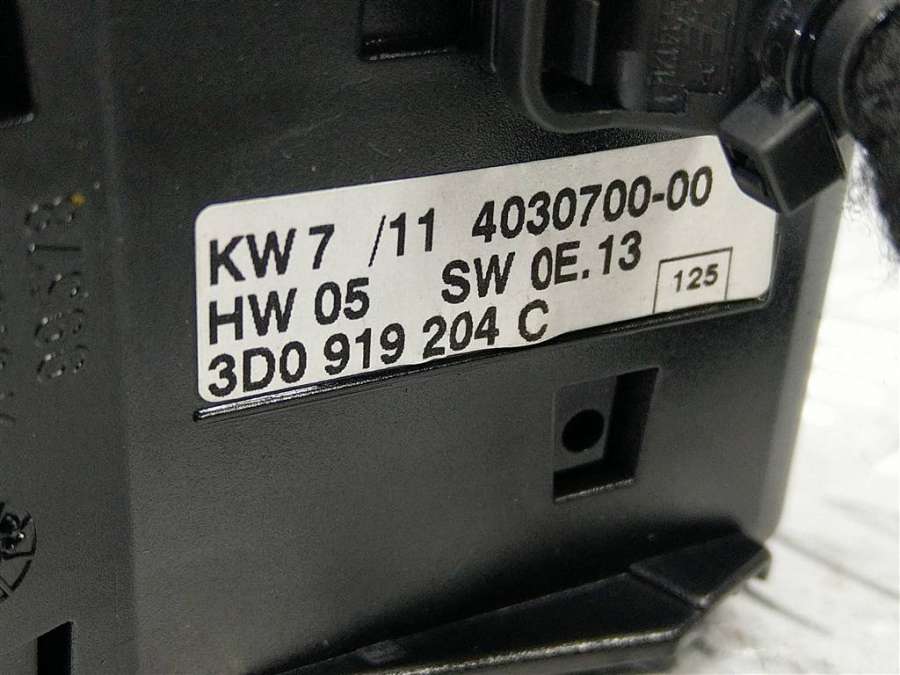 KW 7 /11 4030700-00
HW 05 SW 0E.13
125
3D0 919 204 C